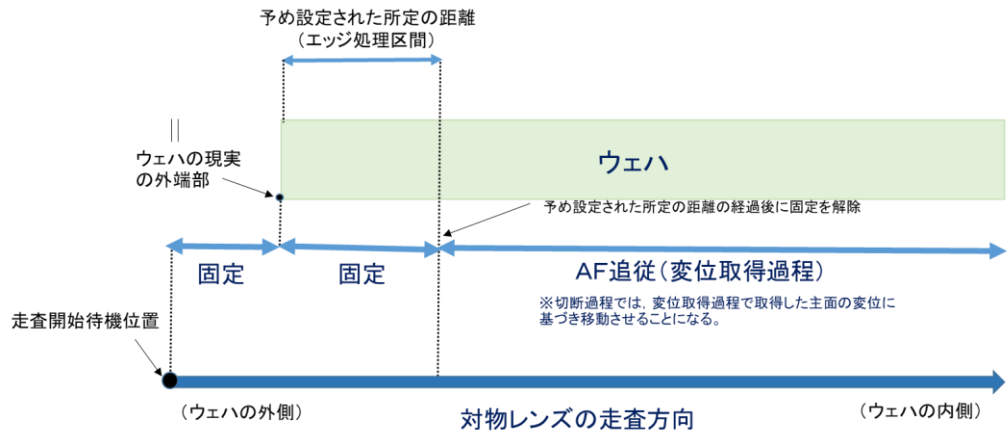 予め設定された所定の距離
（エッジ処理区間）
ウェハの現実
の外端部
ウェハ
予め設定された所定の距離の経過後に固定を解除
固定
固定
AF追従（変位取得過程）
※切断過程では，変位取得過程で取得した主面の変位に
基づき移動させることになる。
走査開始待機位置
（ウェハの外側）
対物レンズの走査方向
（ウェハの内側）